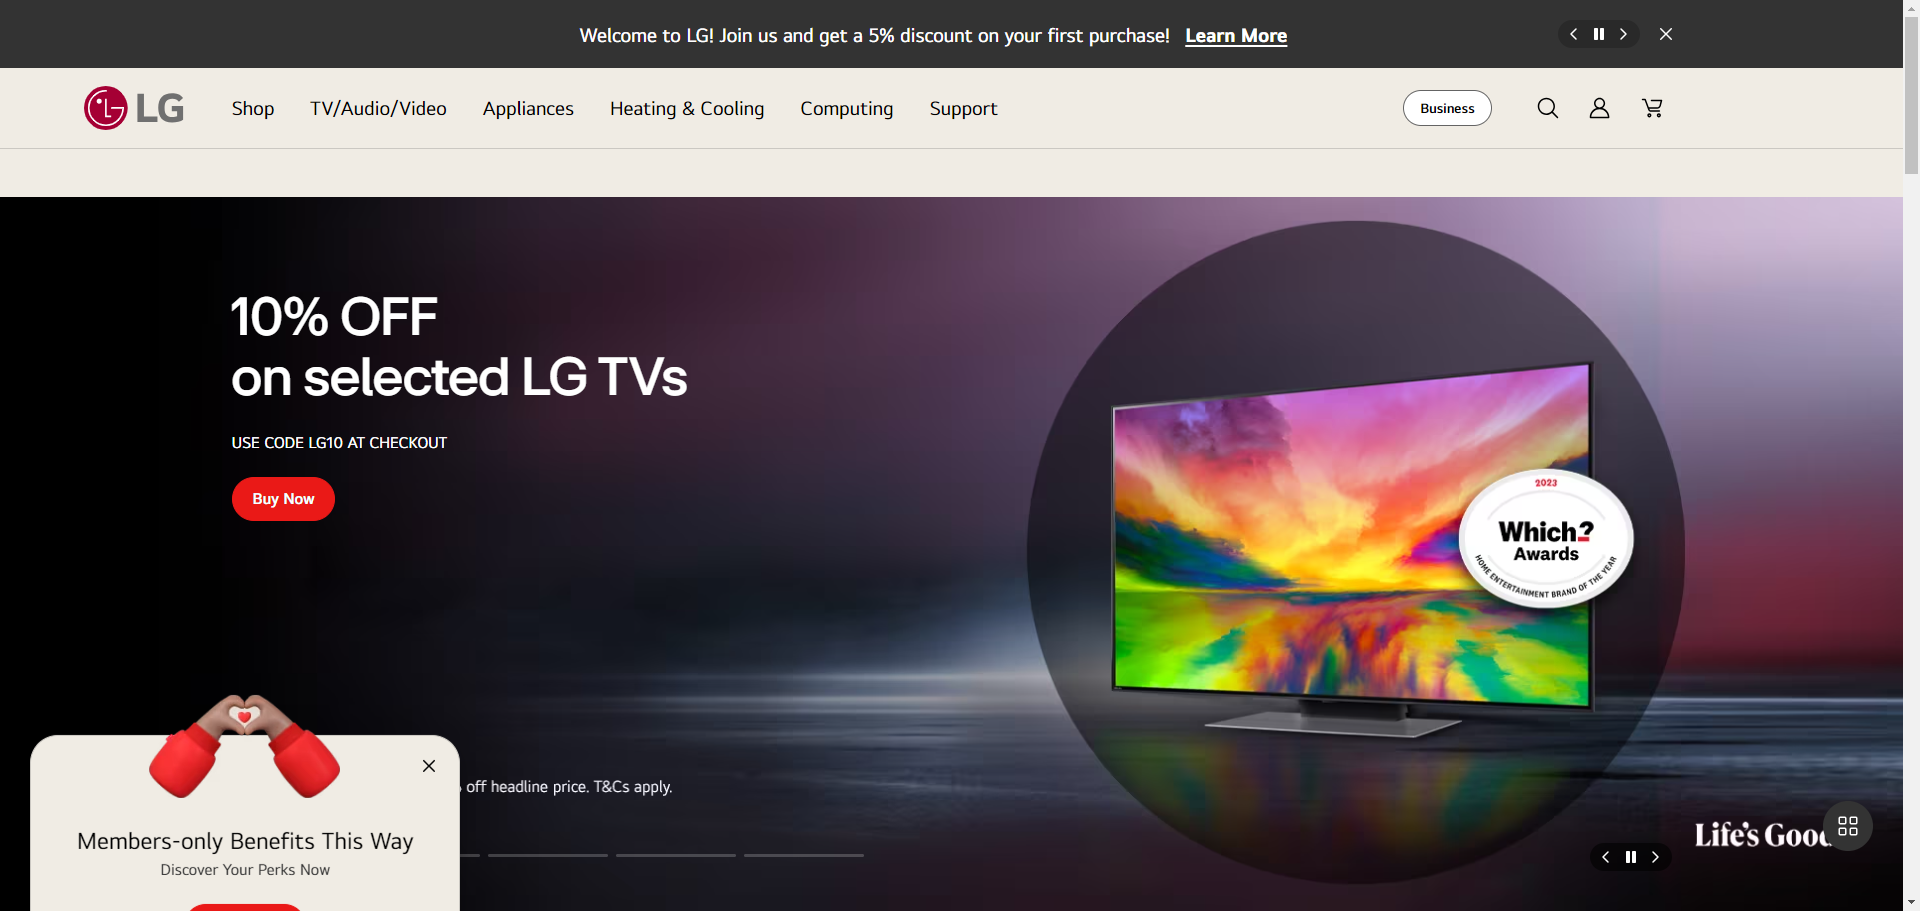 Welcome to LG! Join us and get a 5% discount on your first purchase! Learn More
LG
Shop TV/Audio/Video Appliances Heating & Cooling Computing Support Business
10% OFF
on selected LG TVs
USE CODE LG10 AT CHECKOUT
Buy Now
2023
Which?
Awards
HOME ENTERTAINMENT BRAND OF THE YEAR
off headline price. T&Cs apply.
Members-only Benefits This Way
Discover Your Perks Now
Life's Good